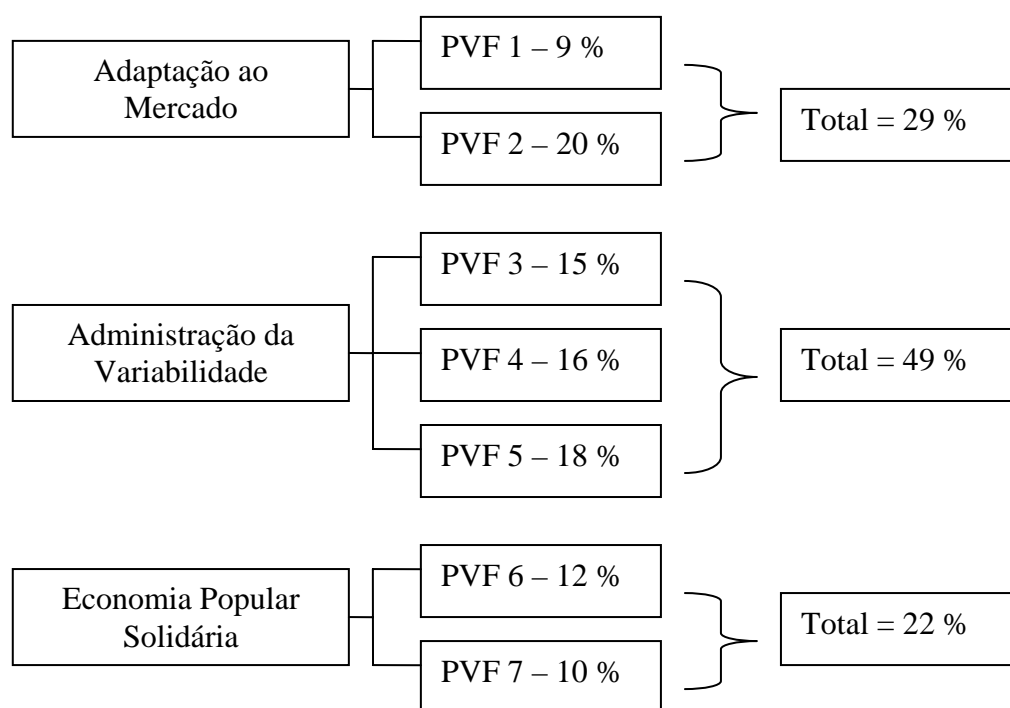 Adaptação ao
Mercado
PVF 1 – 9 %
PVF 2 – 20 %
Total = 29 %
Administração da
Variabilidade
PVF 3 – 15 %
PVF 4 – 16 %
PVF 5 – 18 %
Total = 49 %
Economia Popular
Solidária
PVF 6 – 12 %
PVF 7 – 10 %
Total = 22 %